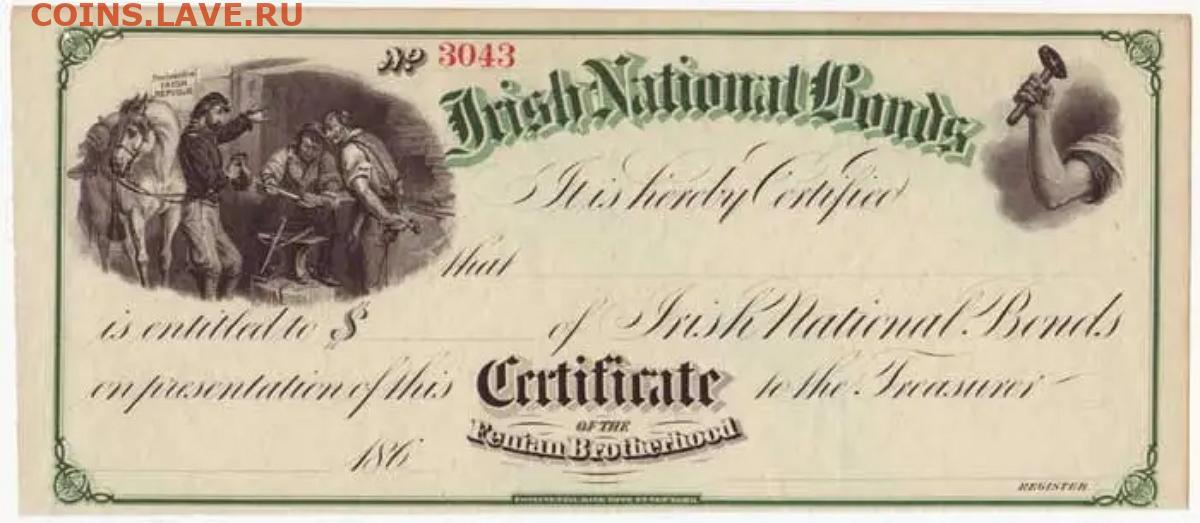 COINS.LAVE.RU
No 3043
Irish National Bonds
It is hereby Certified
that
is entitled to $ of Irish National Bonds
on presentation of this Certificate to the Treasurer
OF THE
Fenian Brotherhood
186
REGISTER.
IRISH